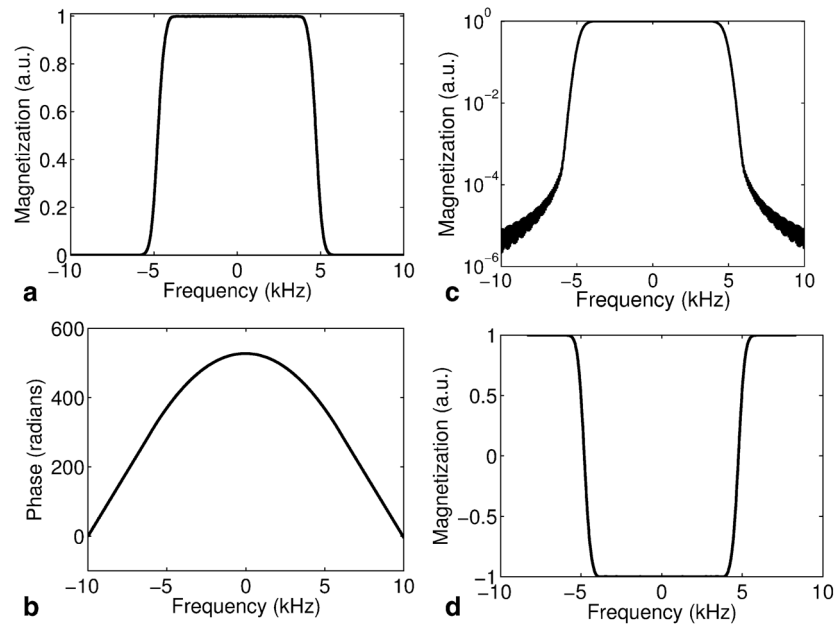 1
0.8
0.6
0.4
0.2
0
Magnetization (a.u.)
−10 −5 0 5 10
Frequency (kHz)
a
10^0
10^−2
10^−4
10^−6
Magnetization (a.u.)
−10 −5 0 5 10
Frequency (kHz)
c
600
400
200
0
Phase (radians)
−10 −5 0 5 10
Frequency (kHz)
b
1
0.5
0
−0.5
−1
Magnetization (a.u.)
−10 −5 0 5 10
Frequency (kHz)
d